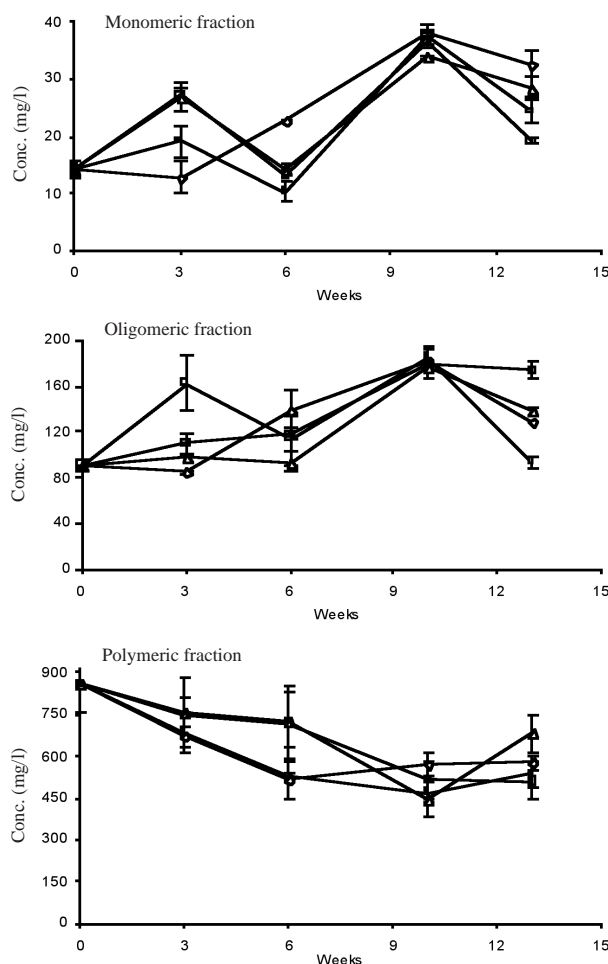 Monomeric fraction
Conc. (mg/l)
40
30
20
10
0
0 3 6 9 12 15
Weeks
Oligomeric fraction
Conc. (mg/l)
200
160
120
80
40
0
0 3 6 9 12 15
Weeks
Polymeric fraction
Conc. (mg/l)
900
750
600
450
300
150
0
0 3 6 9 12 15
Weeks